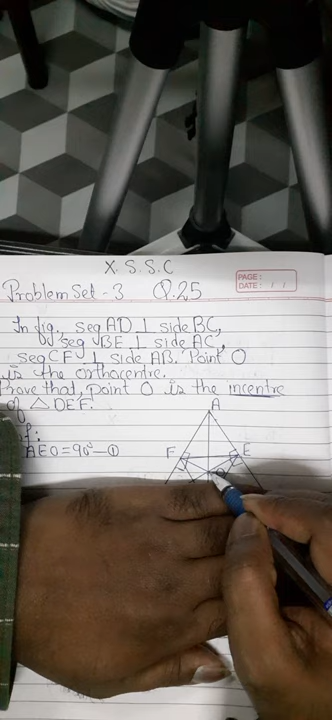 X. S. S. C
PAGE :
DATE : / /
Problem Set - 3 Q.25
In fig, seg AD ⊥ side BC,
seg BE ⊥ side AC,
seg CF ⊥ side AB. Point O
is the orthocentre.
Prove that, point O is the incentre
of △ DEF.
A
F E
AEO = 90° — ①